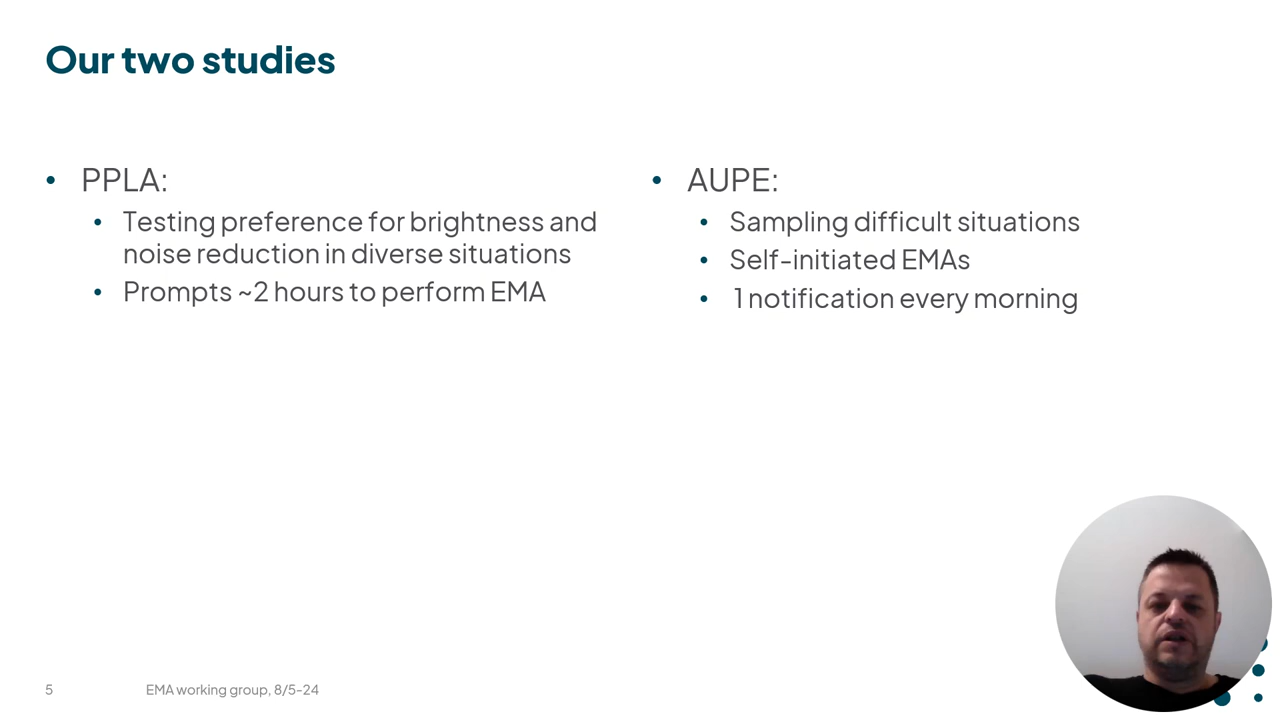 Our two studies
• PPLA:
• Testing preference for brightness and
noise reduction in diverse situations
• Prompts ~2 hours to perform EMA
• AUPE:
• Sampling difficult situations
• Self-initiated EMAs
• 1 notification every morning
5
EMA working group, 8/5-24